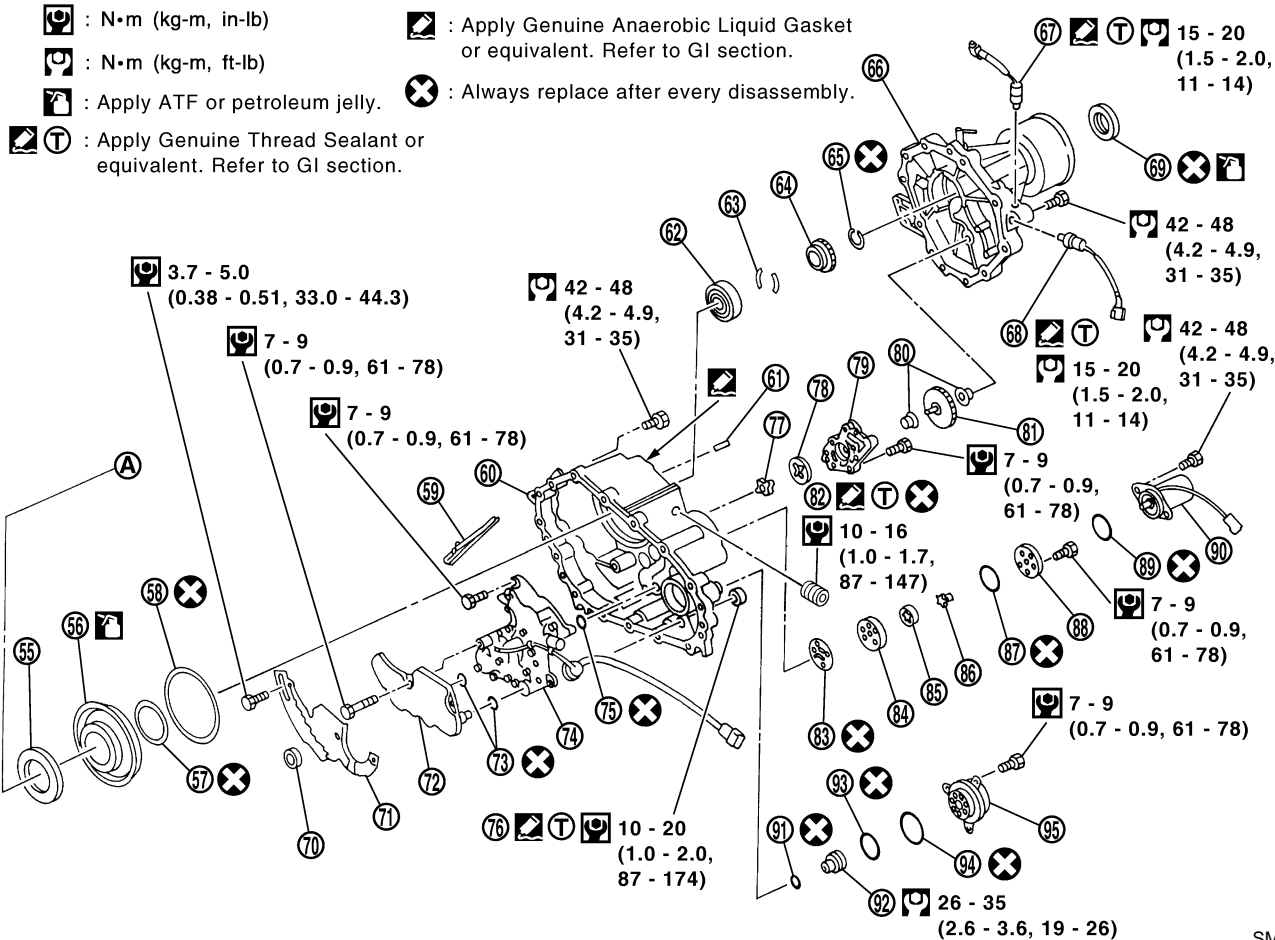 : N•m (kg-m, in-lb)
: N•m (kg-m, ft-lb)
: Apply ATF or petroleum jelly.
T : Apply Genuine Thread Sealant or
equivalent. Refer to GI section.
: Apply Genuine Anaerobic Liquid Gasket
or equivalent. Refer to GI section.
: Always replace after every disassembly.
67 T 15 - 20
(1.5 - 2.0,
11 - 14)
66
65
69
64
63
62
42 - 48
(4.2 - 4.9,
31 - 35)
3.7 - 5.0
(0.38 - 0.51, 33.0 - 44.3)
42 - 48
(4.2 - 4.9,
31 - 35)
7 - 9
(0.7 - 0.9, 61 - 78)
68 T
15 - 20
(1.5 - 2.0,
11 - 14)
42 - 48
(4.2 - 4.9,
31 - 35)
7 - 9
(0.7 - 0.9, 61 - 78)
61
80
79
78
77
81
A
60
59
82 T
10 - 16
(1.0 - 1.7,
87 - 147)
7 - 9
(0.7 - 0.9,
61 - 78)
90
89
58
56
55
57
88
7 - 9
(0.7 - 0.9,
61 - 78)
87
86
85
84
83
75
74
73
72
71
70
7 - 9
(0.7 - 0.9, 61 - 78)
76 T 10 - 20
(1.0 - 2.0,
87 - 174)
93
91
94
95
92 26 - 35
(2.6 - 3.6, 19 - 26)
SM